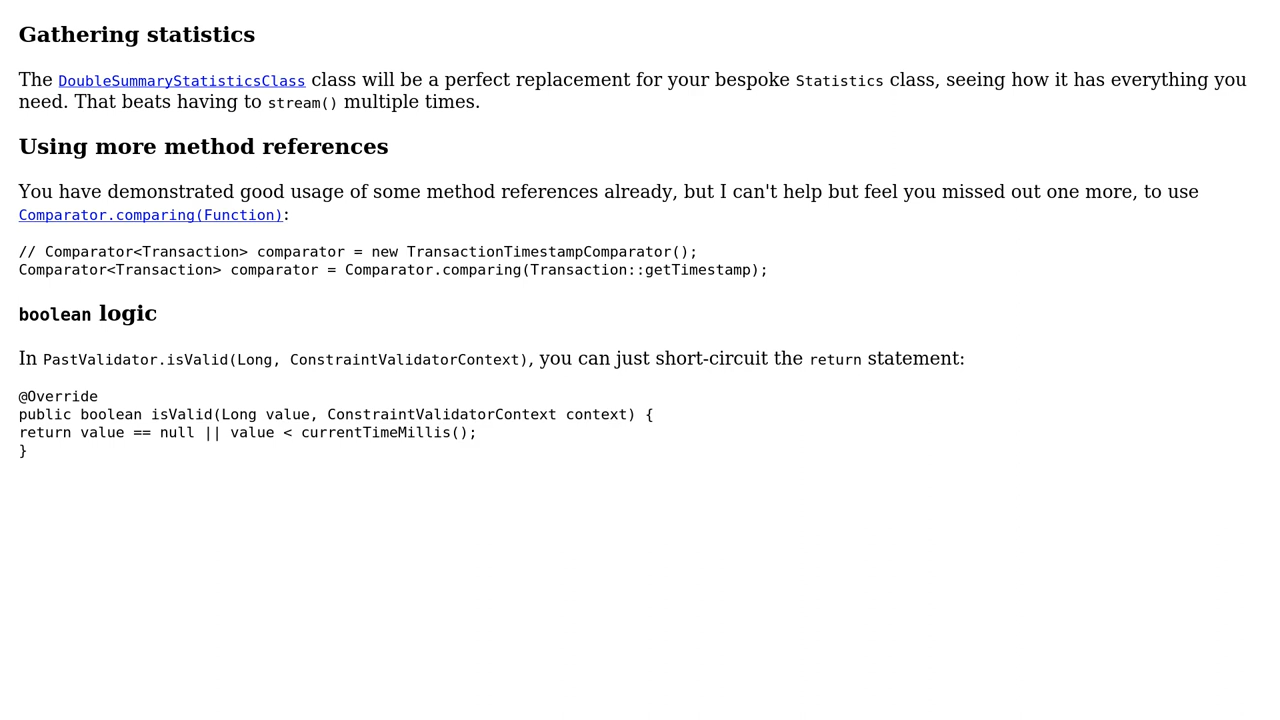 Gathering statistics
The DoubleSummaryStatisticsClass class will be a perfect replacement for your bespoke Statistics class, seeing how it has everything you
need. That beats having to stream() multiple times.
Using more method references
You have demonstrated good usage of some method references already, but I can't help but feel you missed out one more, to use
Comparator.comparing(Function):
// Comparator<Transaction> comparator = new TransactionTimestampComparator();
Comparator<Transaction> comparator = Comparator.comparing(Transaction::getTimestamp);
boolean logic
In PastValidator.isValid(Long, ConstraintValidatorContext), you can just short-circuit the return statement:
@Override
public boolean isValid(Long value, ConstraintValidatorContext context) {
return value == null || value < currentTimeMillis();
}